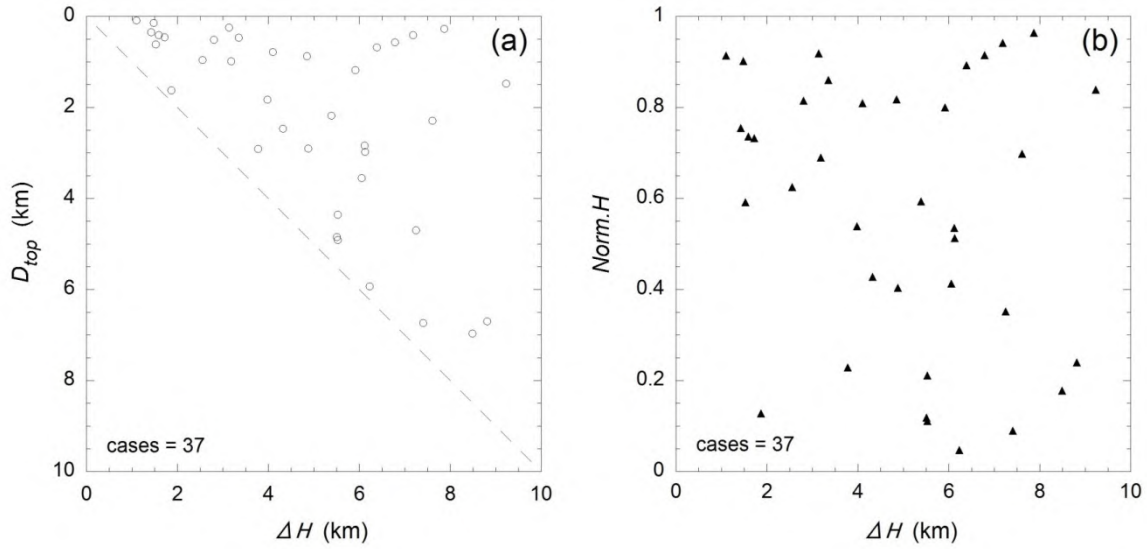 (a)
0
2
4
6
8
10
D_top (km)
cases = 37
0 2 4 6 8 10
ΔH (km)
(b)
1
0.8
0.6
0.4
0.2
0
Norm.H
cases = 37
0 2 4 6 8 10
ΔH (km)